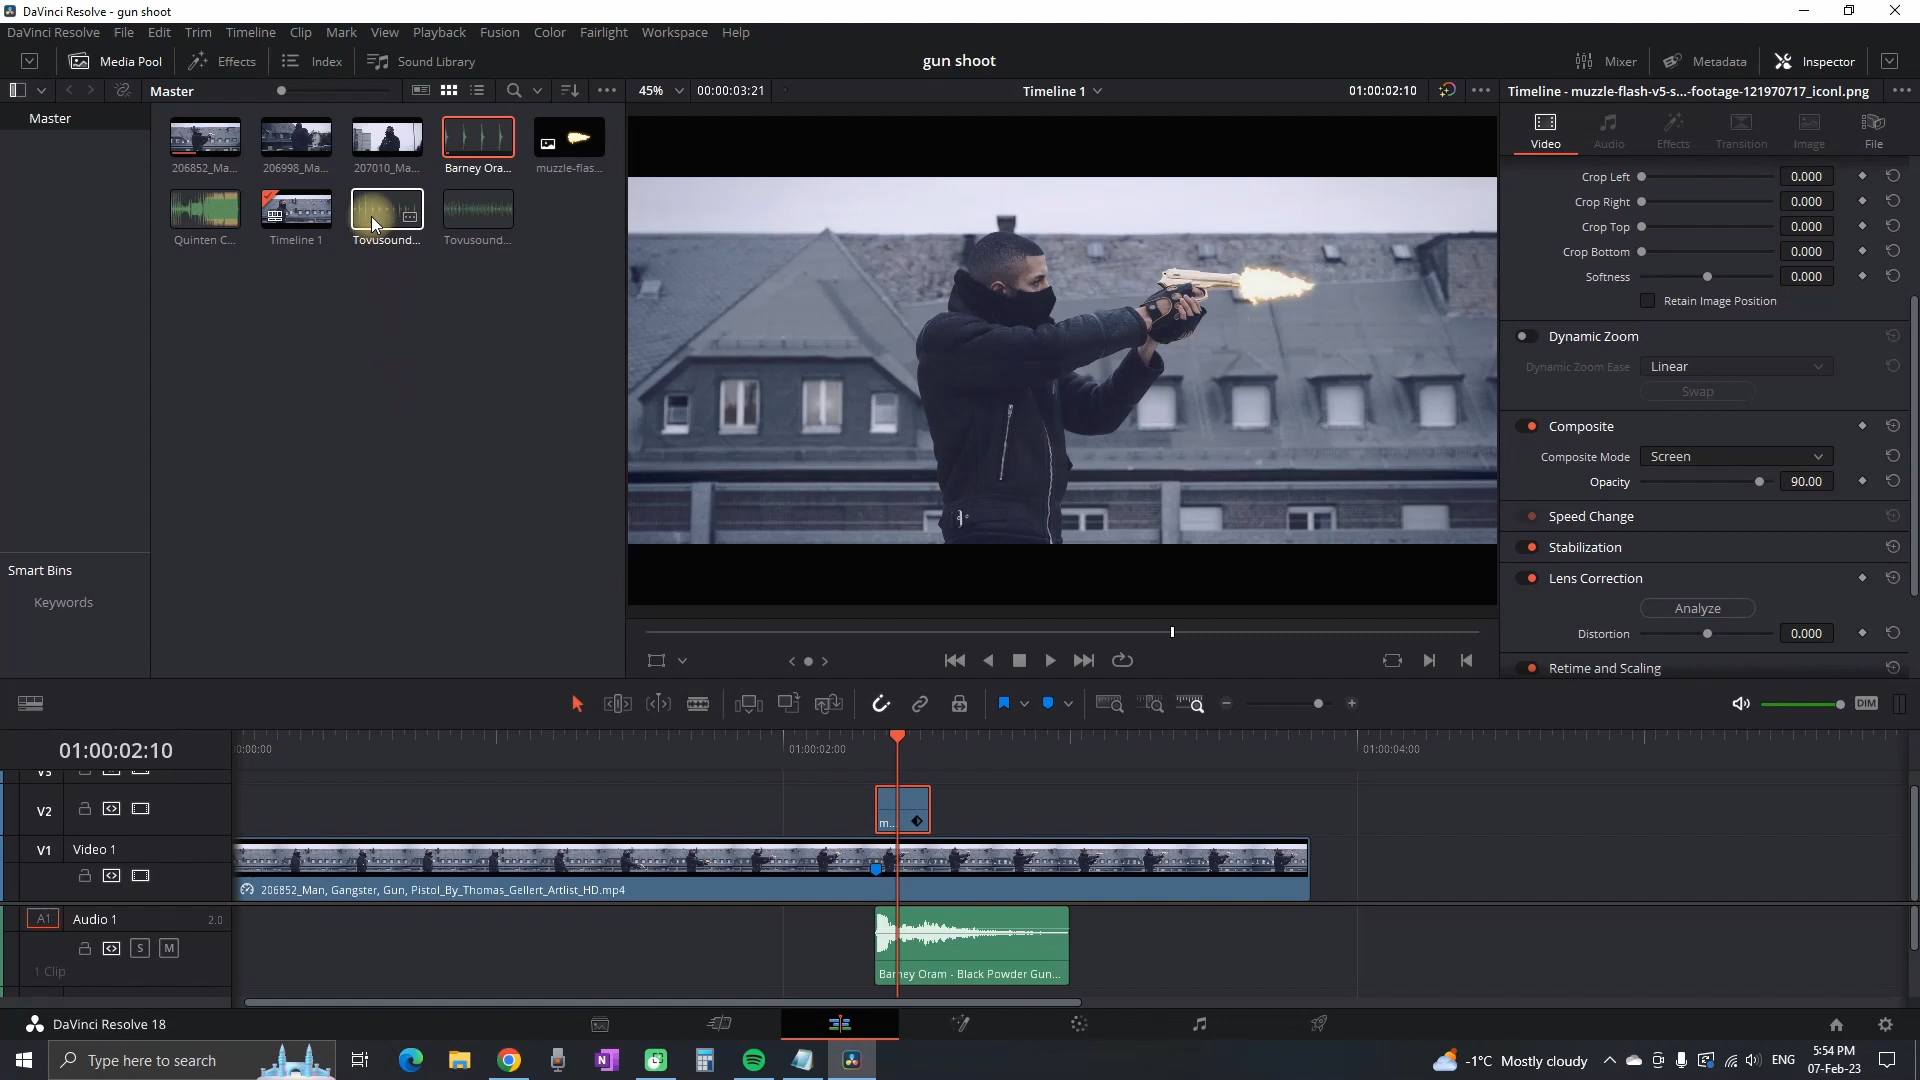 DaVinci Resolve - gun shoot
DaVinci Resolve File Edit Trim Timeline Clip Mark View Playback Fusion Color Fairlight Workspace Help
Media Pool Effects Index Sound Library gun shoot Mixer Metadata Inspector
Master 45% 00:00:03:21 Timeline 1 01:00:02:10 Timeline - muzzle-flash-v5-s...-footage-121970717_iconl.png
Master
Video Audio Effects Transition Image File
206852_Ma... 206998_Ma... 207010_Ma... Barney Ora... muzzle-flas...
Quinten C... Timeline 1 Tovusound... Tovusound...
Crop Left 0.000
Crop Right 0.000
Crop Top 0.000
Crop Bottom 0.000
Softness 0.000
Retain Image Position
Dynamic Zoom
Dynamic Zoom Ease Linear
Swap
Composite
Composite Mode Screen
Opacity 90.00
Speed Change
Stabilization
Lens Correction
Analyze
Distortion 0.000
Retime and Scaling
Smart Bins
Keywords
DIM
01:00:02:10 01:00:02:00 01:00:04:00
V3
V2 m...
V1 Video 1
206852_Man, Gangster, Gun, Pistol_By_Thomas_Gellert_Artlist_HD.mp4
A1 Audio 1 2.0
S M
1 Clip
Barney Oram - Black Powder Gun...
DaVinci Resolve 18
Type here to search -1°C Mostly cloudy ENG 5:54 PM
07-Feb-23